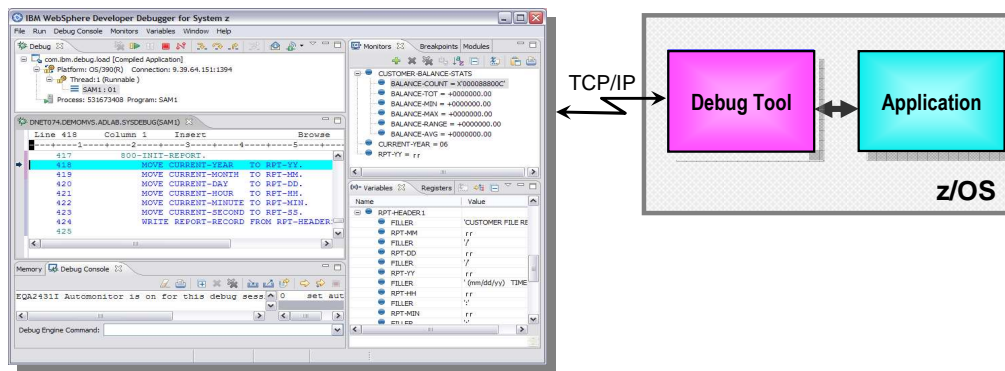 IBM WebSphere Developer Debugger for System z
File Run Debug Console Monitors Variables Window Help
Debug
com.ibm.debug.load [Compiled Application]
Platform: OS/390(R) Connection: 9.39.64.151:1394
Thread:1 (Runnable )
SAM1 : 01
Process: 531673408 Program: SAM1
DNET074.DEMOMVS.ADLAB.SYSDEBUG(SAM1)
Line 418 Column 1 Insert Browse
----+----1----+----2----+----3----+----4----+----5----+----
417 800-INIT-REPORT.
418 MOVE CURRENT-YEAR TO RPT-YY.
419 MOVE CURRENT-MONTH TO RPT-MM.
420 MOVE CURRENT-DAY TO RPT-DD.
421 MOVE CURRENT-HOUR TO RPT-HH.
422 MOVE CURRENT-MINUTE TO RPT-MIN.
423 MOVE CURRENT-SECOND TO RPT-SS.
424 WRITE REPORT-RECORD FROM RPT-HEADER
425
Memory Debug Console
EQA2431I Automonitor is on for this debug sess
0 set aut
Debug Engine Command:
Monitors Breakpoints Modules
CUSTOMER-BALANCE-STATS
BALANCE-COUNT = X'000088800C'
BALANCE-TOT = +0000000.00
BALANCE-MIN = +0000000.00
BALANCE-MAX = +0000000.00
BALANCE-RANGE = +0000000.00
BALANCE-AVG = +0000000.00
CURRENT-YEAR = 06
RPT-YY = r r
Variables Registers
Name Value
RPT-HEADER1
FILLER 'CUSTOMER FILE RE
RPT-MM r r
FILLER '/'
RPT-DD r r
FILLER '/'
RPT-YY r r
FILLER ' (mm/dd/yy) TIME
RPT-HH r r
FILLER ':'
RPT-MIN r r
FILLER ':'
TCP/IP
Debug Tool
Application
z/OS